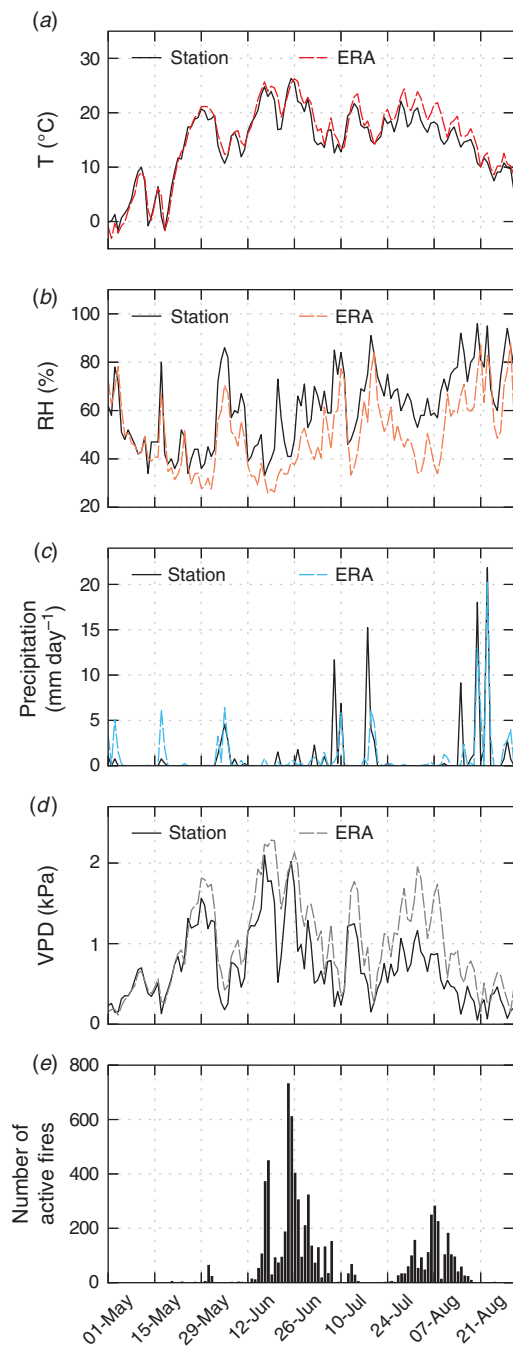 (a)
Station
ERA
30
20
10
0
T (°C)
(b)
Station
ERA
100
80
60
40
20
RH (%)
(c)
Station
ERA
20
15
10
5
0
Precipitation
(mm day⁻¹)
(d)
Station
ERA
2
1
0
VPD (kPa)
(e)
800
600
400
200
0
Number of
active fires
01-May
15-May
29-May
12-Jun
26-Jun
10-Jul
24-Jul
07-Aug
21-Aug